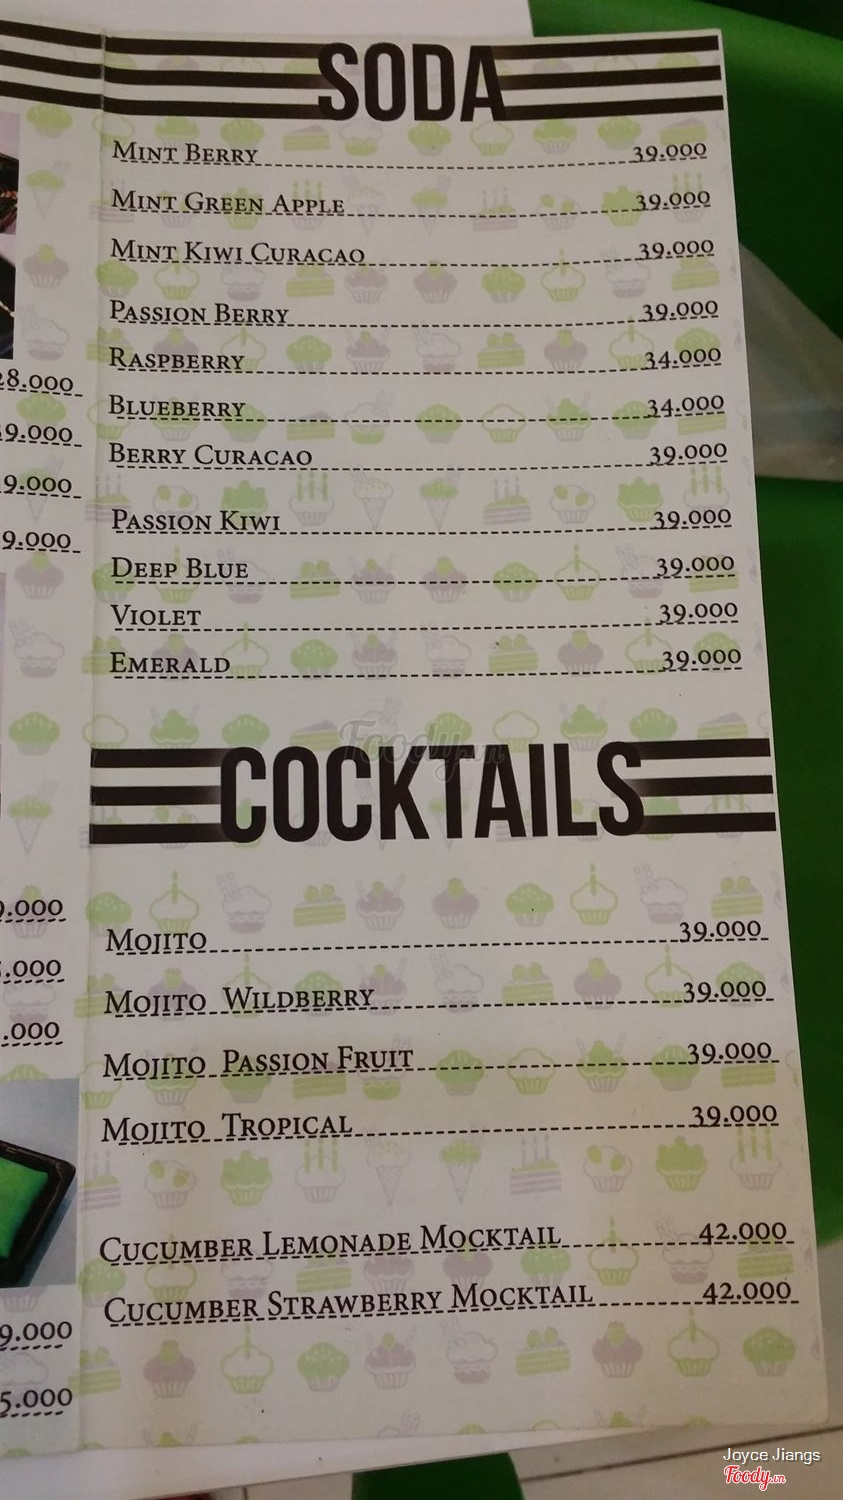 SODA
MINT BERRY 39.000
MINT GREEN APPLE 39.000
MINT KIWI CURACAO 39.000
PASSION BERRY 39.000
RASPBERRY 34.000
BLUEBERRY 34.000
BERRY CURACAO 39.000
PASSION KIWI 39.000
DEEP BLUE 39.000
VIOLET 39.000
EMERALD 39.000
COCKTAILS
MOJITO 39.000
MOJITO WILDBERRY 39.000
MOJITO PASSION FRUIT 39.000
MOJITO TROPICAL 39.000
CUCUMBER LEMONADE MOCKTAIL 42.000
CUCUMBER STRAWBERRY MOCKTAIL 42.000
Foody.vn
Joyce Jiangs
Foody.vn